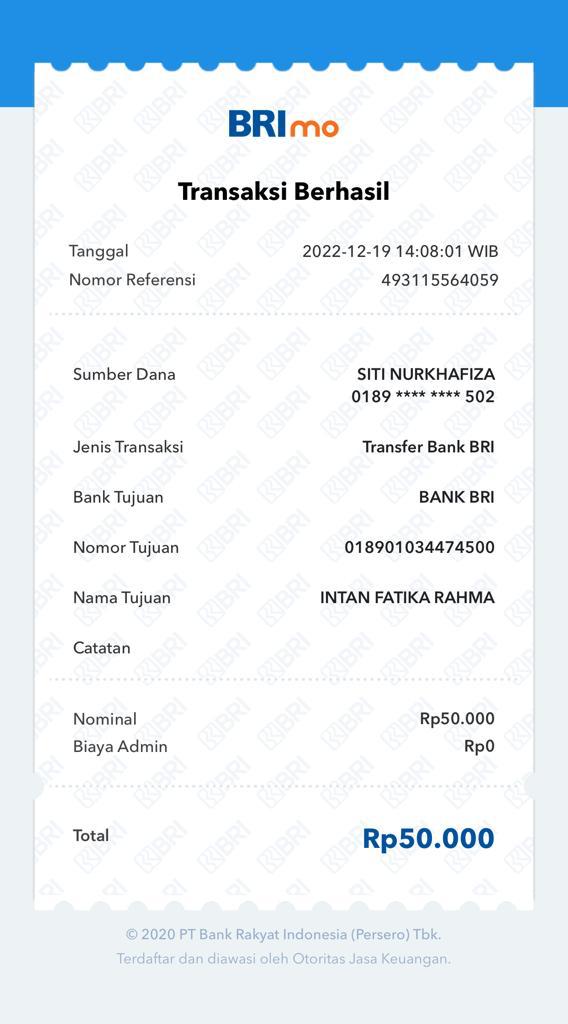 BRImo
Transaksi Berhasil
Tanggal 2022-12-19 14:08:01 WIB
Nomor Referensi 493115564059
Sumber Dana SITI NURKHAFIZA
0189 **** **** 502
Jenis Transaksi Transfer Bank BRI
Bank Tujuan BANK BRI
Nomor Tujuan 018901034474500
Nama Tujuan INTAN FATIKA RAHMA
Catatan
Nominal Rp50.000
Biaya Admin Rp0
Total Rp50.000
© 2020 PT Bank Rakyat Indonesia (Persero) Tbk.
Terdaftar dan diawasi oleh Otoritas Jasa Keuangan.